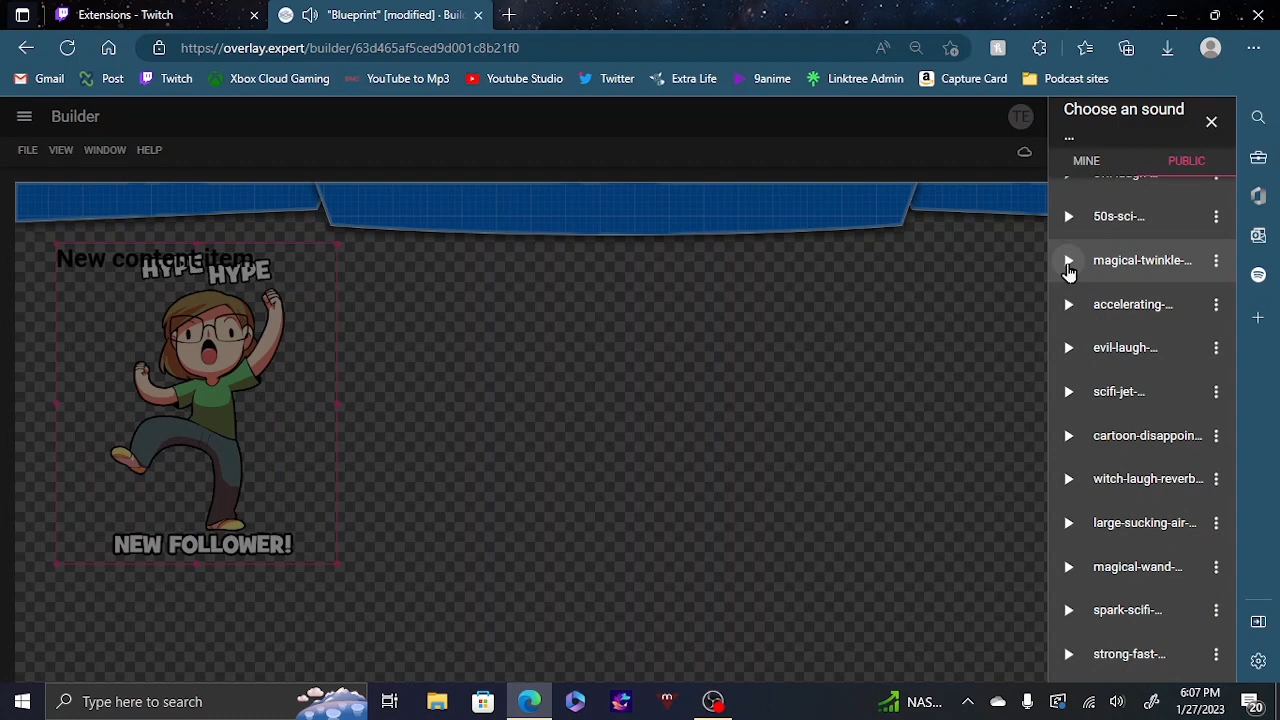 Extensions - Twitch
"Blueprint" [modified] - Buil
https://overlay.expert/builder/63d465af5ced9d001c8b21f0
Gmail Post Twitch Xbox Cloud Gaming YouTube to Mp3 Youtube Studio Twitter Extra Life 9anime Linktree Admin Capture Card Podcast sites
Builder
TE
FILE VIEW WINDOW HELP
Choose an sound
...
MINE PUBLIC
50s-sci-...
magical-twinkle-...
accelerating-...
evil-laugh-...
scifi-jet-...
cartoon-disappoin...
witch-laugh-reverb...
large-sucking-air-...
magical-wand-...
spark-scifi-...
strong-fast-...
New content item
HYPE HYPE
NEW FOLLOWER!
Type here to search
NAS...
6:07 PM
1/27/2023
20